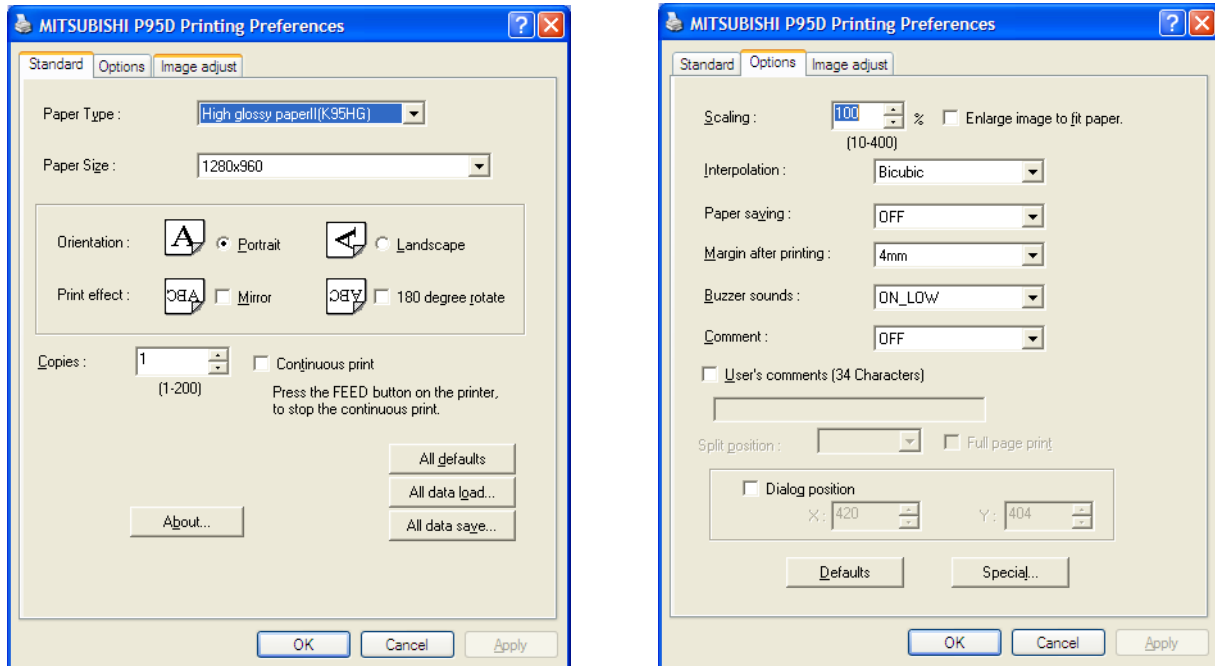 MITSUBISHI P95D Printing Preferences
Standard Options Image adjust
Paper Type : High glossy paperII(K95HG)
Paper Size : 1280x960
Orientation : A Portrait A Landscape
Print effect : ABC Mirror ABC 180 degree rotate
Copies : 1 Continuous print
(1-200) Press the FEED button on the printer,
to stop the continuous print.
All defaults
All data load...
About... All data save...
OK Cancel Apply
MITSUBISHI P95D Printing Preferences
Standard Options Image adjust
Scaling : 100 % Enlarge image to fit paper.
(10-400)
Interpolation : Bicubic
Paper saving : OFF
Margin after printing : 4mm
Buzzer sounds : ON_LOW
Comment : OFF
User's comments (34 Characters)
Split position : Full page print
Dialog position
X : 420 Y : 404
Defaults Special...
OK Cancel Apply